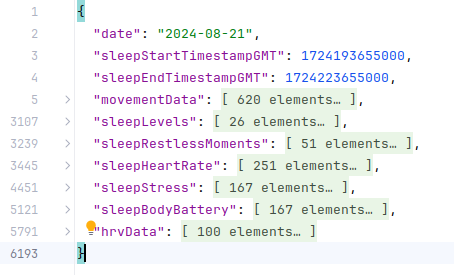 1 {
2 "date": "2024-08-21",
3 "sleepStartTimestampGMT": 1724193655000,
4 "sleepEndTimestampGMT": 1724223655000,
5 "movementData": [ 620 elements… ],
3107 "sleepLevels": [ 26 elements… ],
3239 "sleepRestlessMoments": [ 51 elements… ],
3445 "sleepHeartRate": [ 251 elements… ],
4451 "sleepStress": [ 167 elements… ],
5121 "sleepBodyBattery": [ 167 elements… ],
5791 "hrvData": [ 100 elements… ]
6193 }